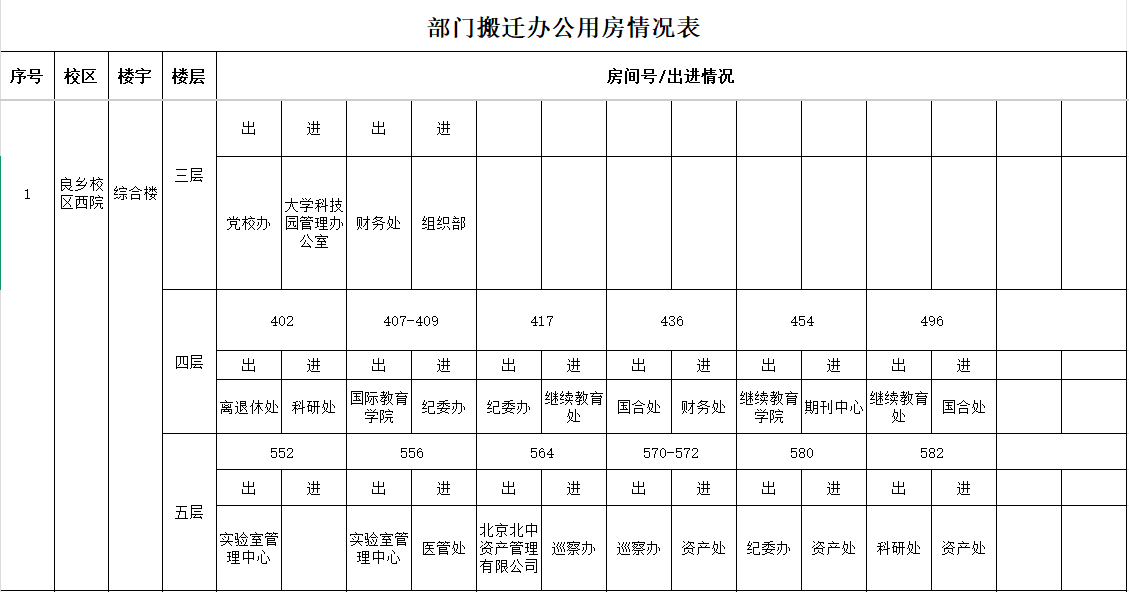 部门搬迁办公用房情况表
序号 校区 楼宇 楼层 房间号/出进情况
1 良乡校区西院 综合楼
三层
出 进 出 进
党校办 大学科技园管理办公室 财务处 组织部
四层
402 407-409 417 436 454 496
出 进 出 进 出 进 出 进 出 进 出 进
离退休处 科研处 国际教育学院 纪委办 纪委办 继续教育处 国合处 财务处 继续教育学院 期刊中心 继续教育处 国合处
五层
552 556 564 570-572 580 582
出 进 出 进 出 进 出 进 出 进 出 进
实验室管理中心 实验室管理中心 医管处 北京北中资产管理有限公司 巡察办 巡察办 资产处 纪委办 资产处 科研处 资产处